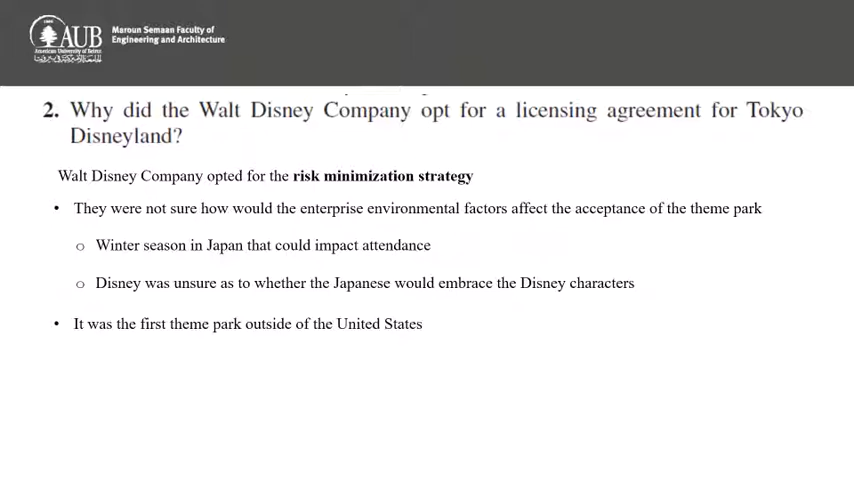 AUB
American University of Beirut
Maroun Semaan Faculty of
Engineering and Architecture
2. Why did the Walt Disney Company opt for a licensing agreement for Tokyo
Disneyland?
Walt Disney Company opted for the risk minimization strategy
• They were not sure how would the enterprise environmental factors affect the acceptance of the theme park
o Winter season in Japan that could impact attendance
o Disney was unsure as to whether the Japanese would embrace the Disney characters
• It was the first theme park outside of the United States